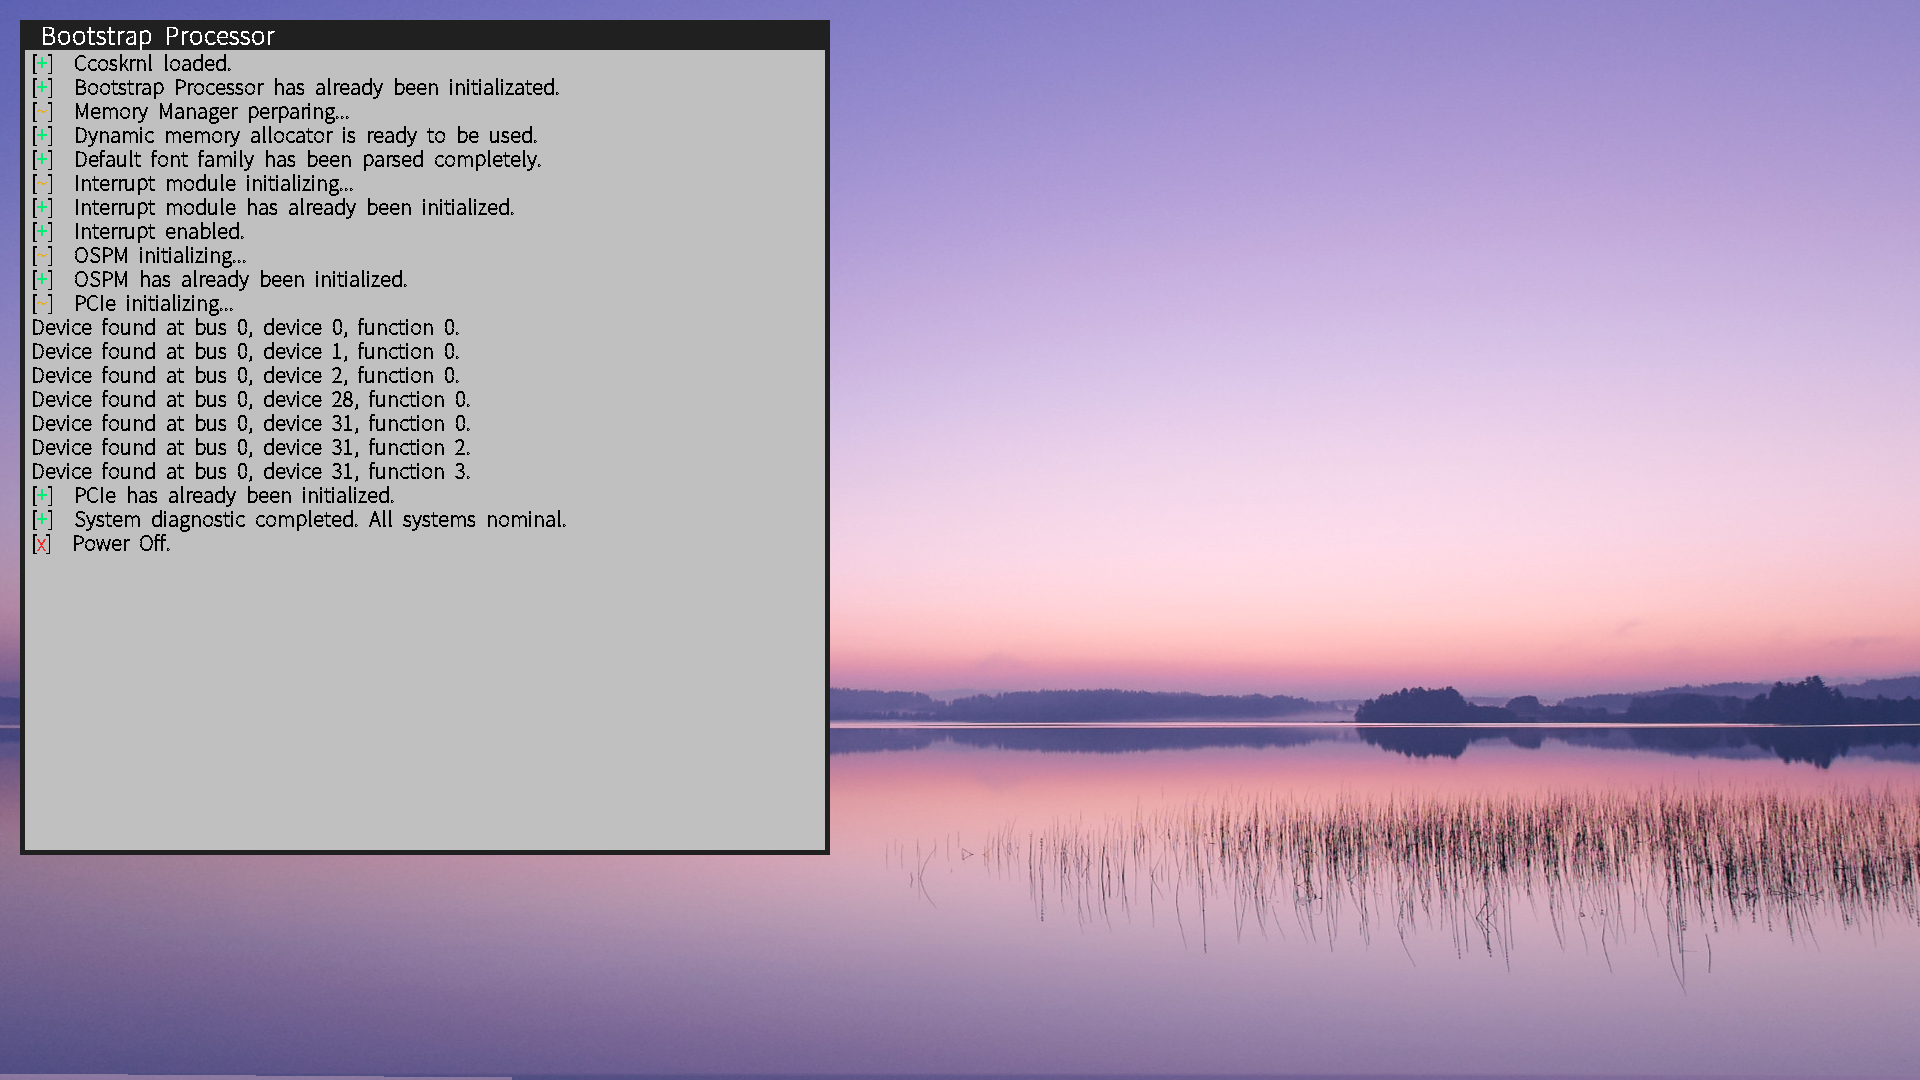 Bootstrap Processor
[+] Ccoskrnl loaded.
[+] Bootstrap Processor has already been initializated.
[~] Memory Manager perparing...
[+] Dynamic memory allocator is ready to be used.
[+] Default font family has been parsed completely.
[~] Interrupt module initializing...
[+] Interrupt module has already been initialized.
[+] Interrupt enabled.
[~] OSPM initializing...
[+] OSPM has already been initialized.
[~] PCIe initializing...
Device found at bus 0, device 0, function 0.
Device found at bus 0, device 1, function 0.
Device found at bus 0, device 2, function 0.
Device found at bus 0, device 28, function 0.
Device found at bus 0, device 31, function 0.
Device found at bus 0, device 31, function 2.
Device found at bus 0, device 31, function 3.
[+] PCIe has already been initialized.
[+] System diagnostic completed. All systems nominal.
[x] Power Off.